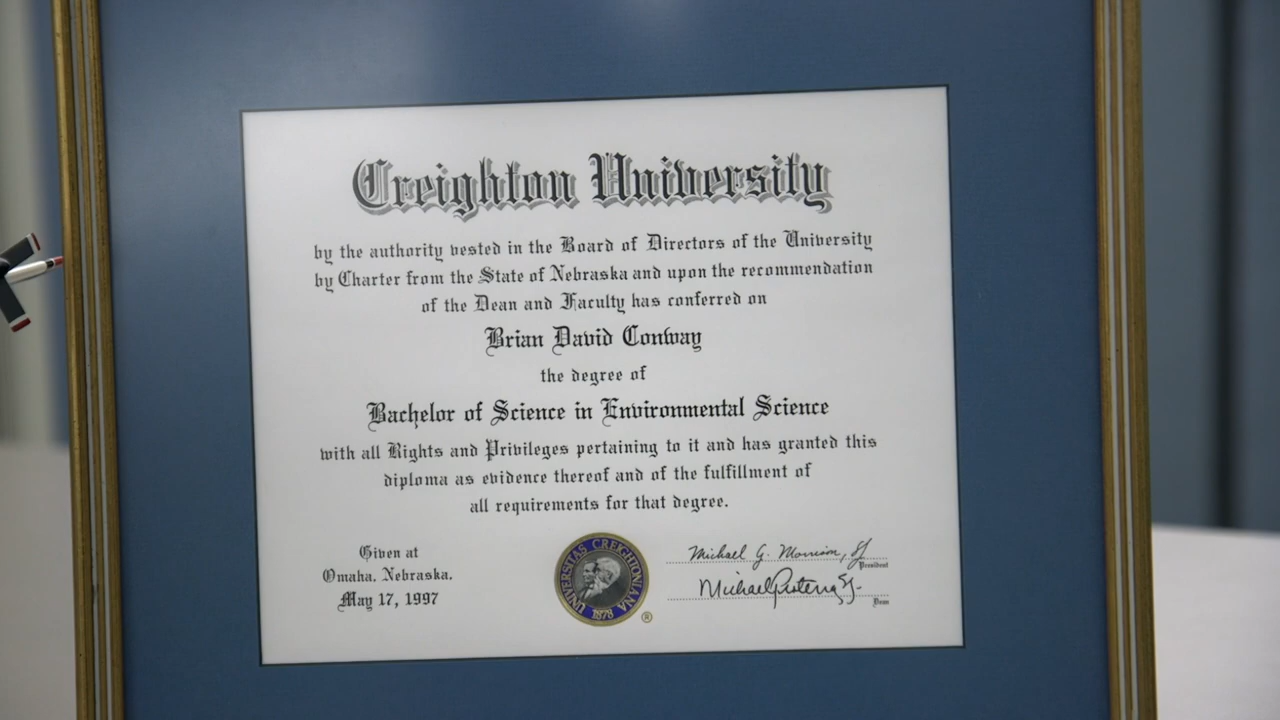 Creighton University
by the authority vested in the Board of Directors of the University
by Charter from the State of Nebraska and upon the recommendation
of the Dean and Faculty has conferred on
Brian David Conway
the degree of
Bachelor of Science in Environmental Science
with all Rights and Privileges pertaining to it and has granted this
diploma as evidence thereof and of the fulfillment of
all requirements for that degree.
Given at
Omaha, Nebraska.
May 17, 1997
UNIVERSITAS CREIGHTONIANA
1878
®
Michael G. Morrison, SJ
President
Michael
Dean